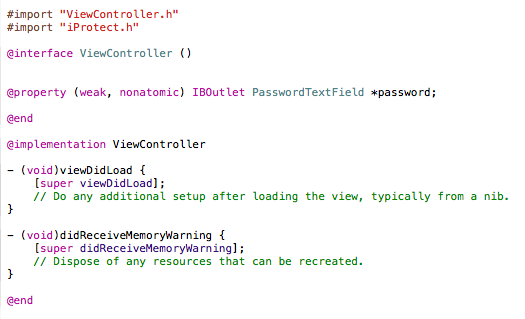 #import "ViewController.h"
#import "iProtect.h"
@interface ViewController ()
@property (weak, nonatomic) IBOutlet PasswordTextField *password;
@end
@implementation ViewController
- (void)viewDidLoad {
[super viewDidLoad];
// Do any additional setup after loading the view, typically from a nib.
}
- (void)didReceiveMemoryWarning {
[super didReceiveMemoryWarning];
// Dispose of any resources that can be recreated.
}
@end